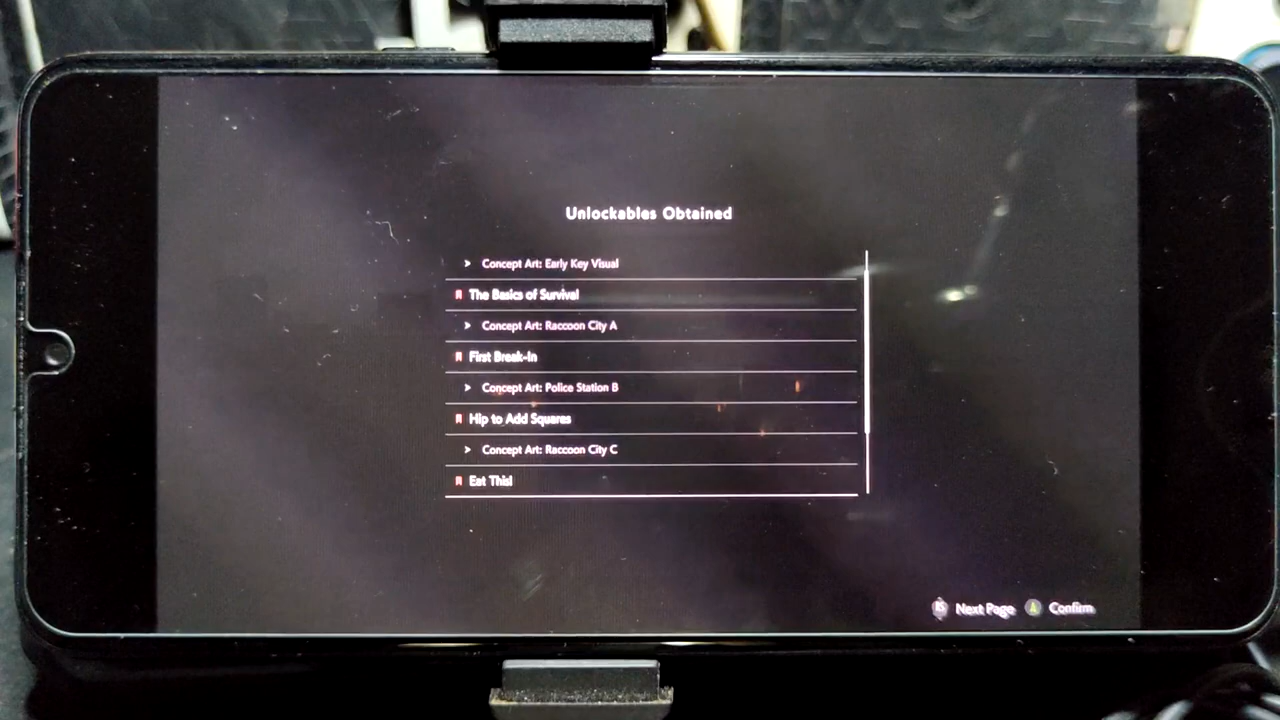 Unlockables Obtained
Concept Art: Early Key Visual
The Basics of Survival
Concept Art: Raccoon City A
First Break-In
Concept Art: Police Station B
Hip to Add Squares
Concept Art: Raccoon City C
Eat This!
Next Page A Confirm